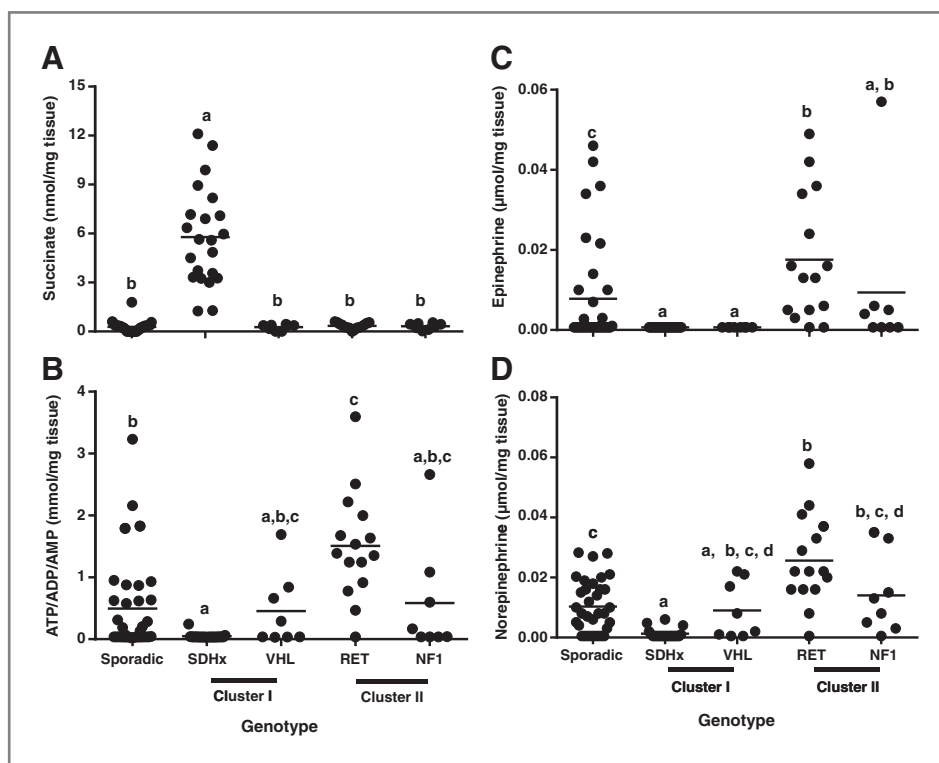 A
Succinate (nmol/mg tissue)
15
12
9
6
3
0
b
a
b
b
b
B
ATP/ADP/AMP (mmol/mg tissue)
4
3
2
1
0
b
a
a,b,c
c
a,b,c
Sporadic SDHx VHL RET NF1
Cluster I Cluster II
Genotype
C
Epinephrine (μmol/mg tissue)
0.06
0.04
0.02
0.00
c
a
a
b
a, b
D
Norepinephrine (μmol/mg tissue)
0.08
0.06
0.04
0.02
0.00
c
a
a, b, c, d
b
b, c, d
Sporadic SDHx VHL RET NF1
Cluster I Cluster II
Genotype